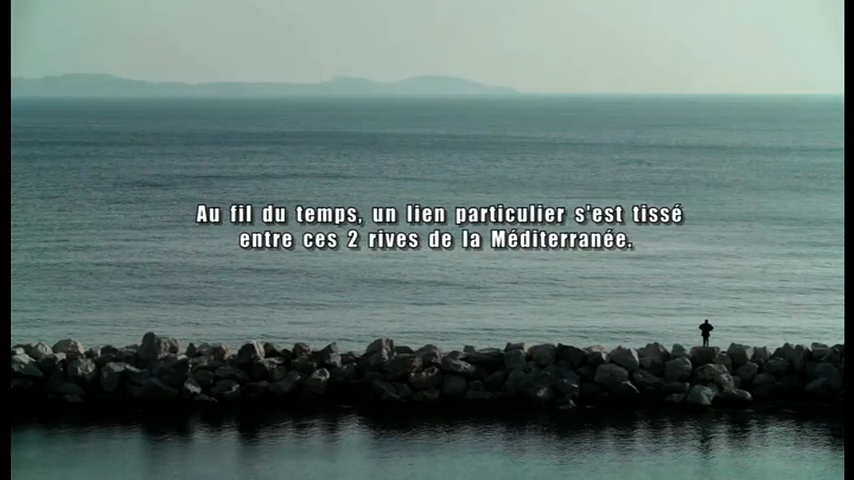 Au fil du temps, un lien particulier s'est tissé
entre ces 2 rives de la Méditerranée.